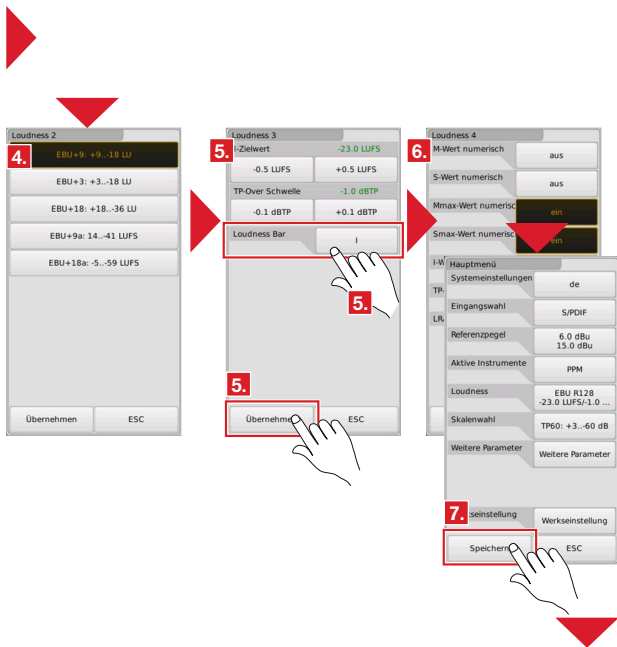 Loudness 2
4.
EBU+9: +9..-18 LU
EBU+3: +3..-18 LU
EBU+18: +18..-36 LU
EBU+9a: 14..-41 LUFS
EBU+18a: -5..-59 LUFS
Übernehmen
ESC
Loudness 3
5.
I-Zielwert
-23.0 LUFS
-0.5 LUFS
+0.5 LUFS
TP-Over Schwelle
-1.0 dBTP
-0.1 dBTP
+0.1 dBTP
Loudness Bar
I
5.
5.
Übernehmen
ESC
Loudness 4
6.
M-Wert numerisch
aus
S-Wert numerisch
aus
Mmax-Wert numerisc
ein
Smax-Wert numerisc
ein
I-W
TP-
LRA
Hauptmenü
Systemeinstellungen
de
Eingangswahl
S/PDIF
Referenzpegel
6.0 dBu
15.0 dBu
Aktive Instrumente
PPM
Loudness
EBU R128
-23.0 LUFS/-1.0 ...
Skalenwahl
TP60: +3..-60 dB
Weitere Parameter
Weitere Parameter
7.
kseinstellung
Werkseinstellung
Speichern
ESC